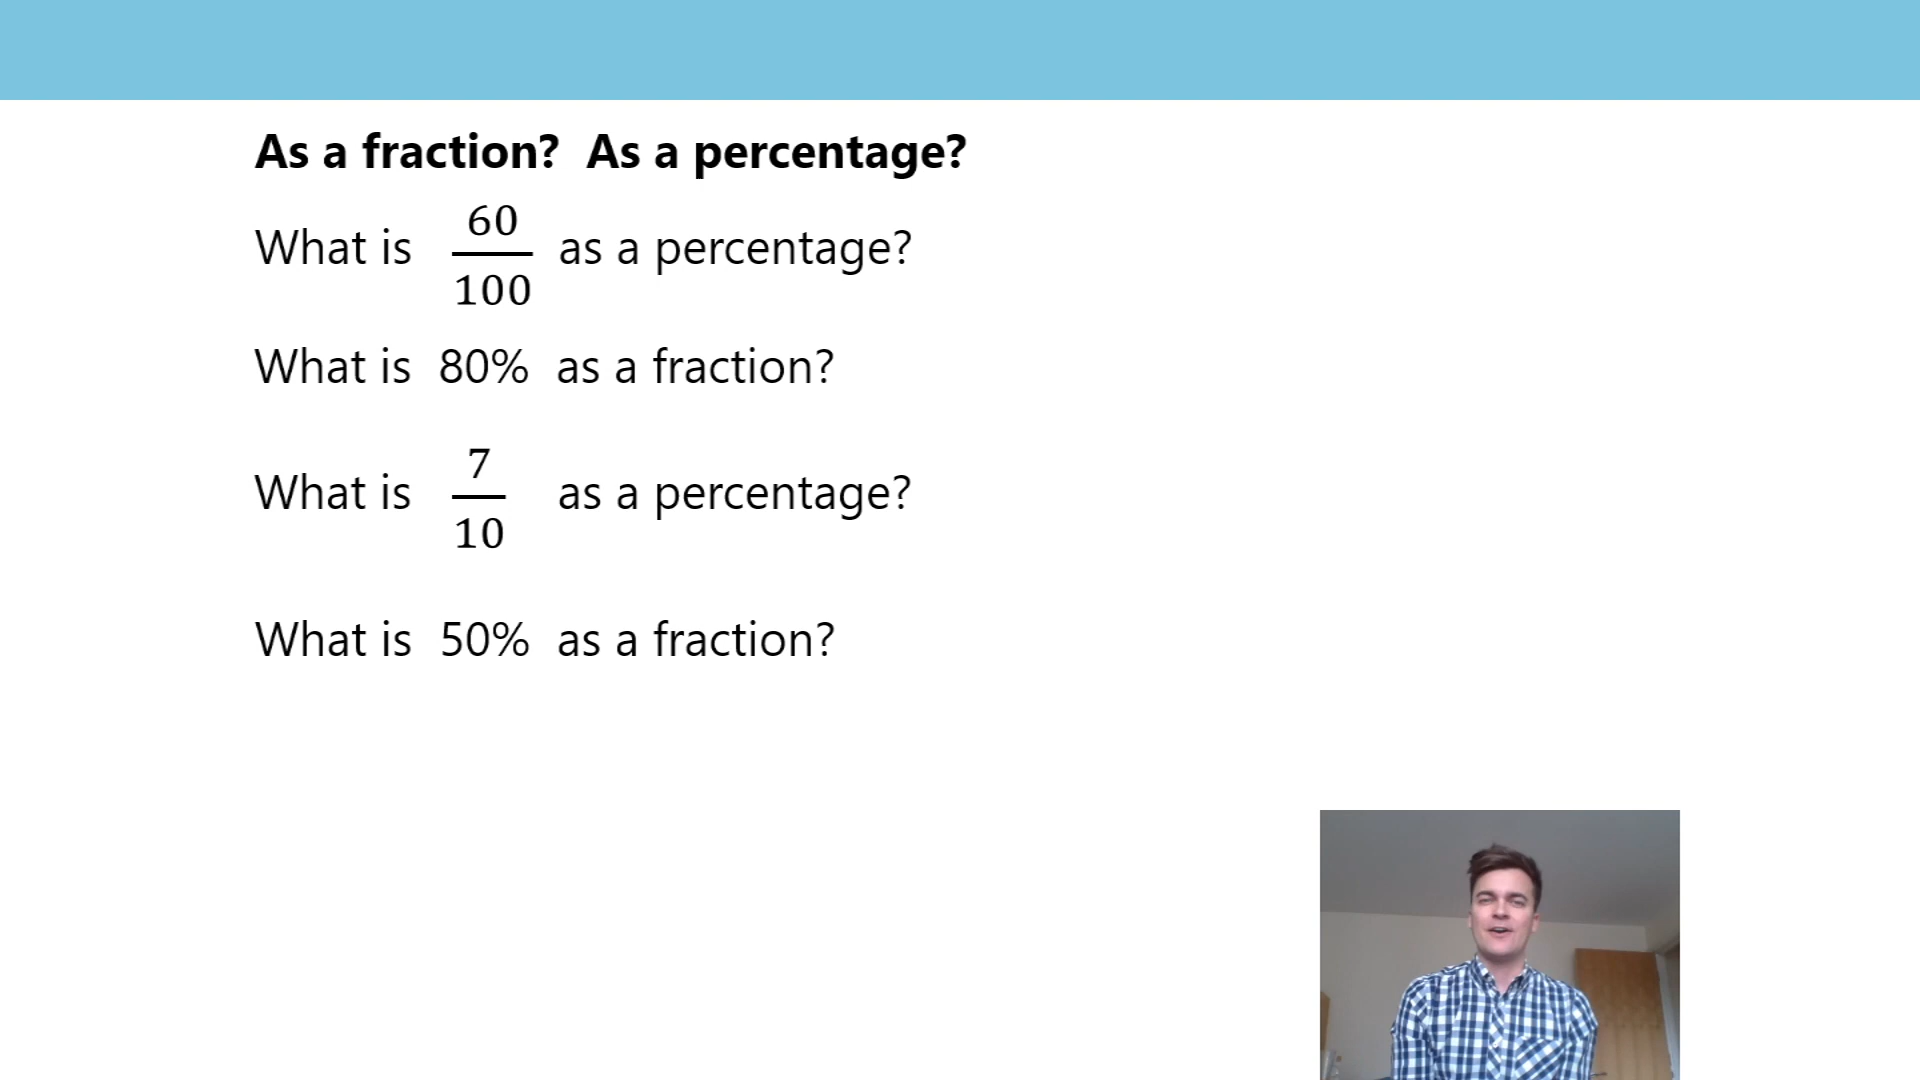 As a fraction? As a percentage?
What is 60/100 as a percentage?
What is 80% as a fraction?
What is 7/10 as a percentage?
What is 50% as a fraction?